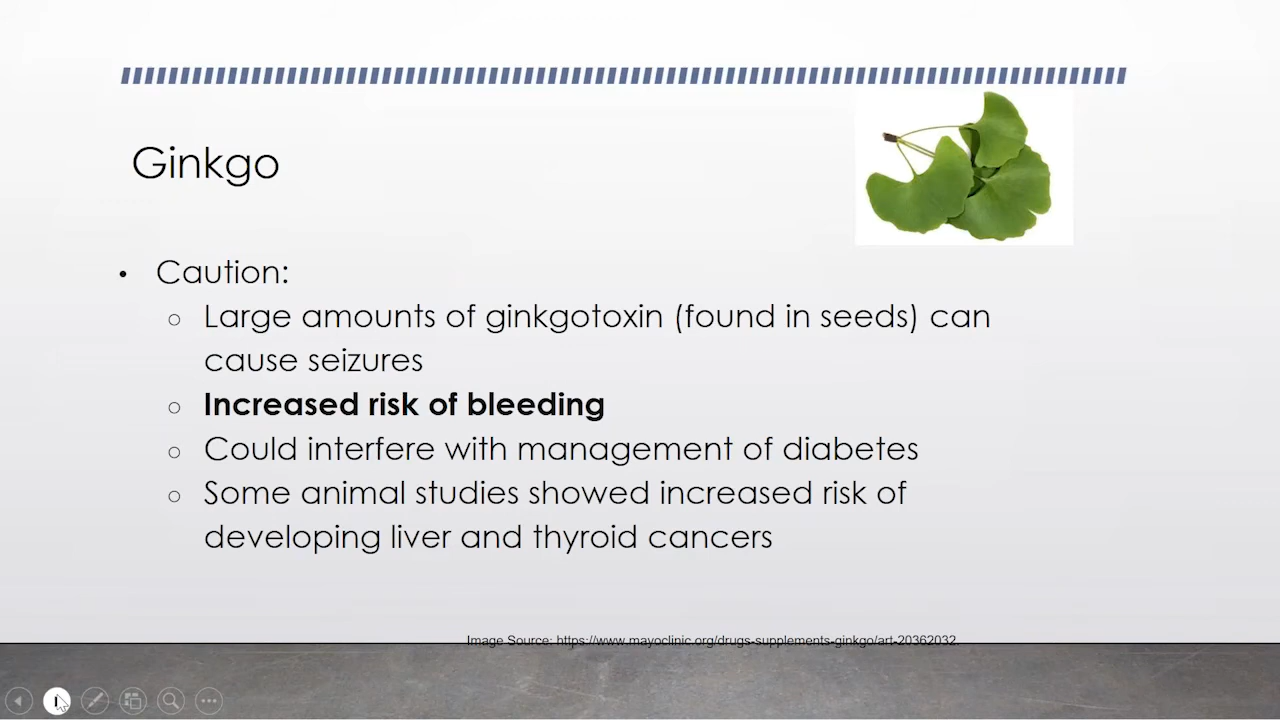 Ginkgo
• Caution:
○ Large amounts of ginkgotoxin (found in seeds) can
cause seizures
○ Increased risk of bleeding
○ Could interfere with management of diabetes
○ Some animal studies showed increased risk of
developing liver and thyroid cancers
Image Source: https://www.mayoclinic.org/drugs-supplements-ginkgo/art-20362032.